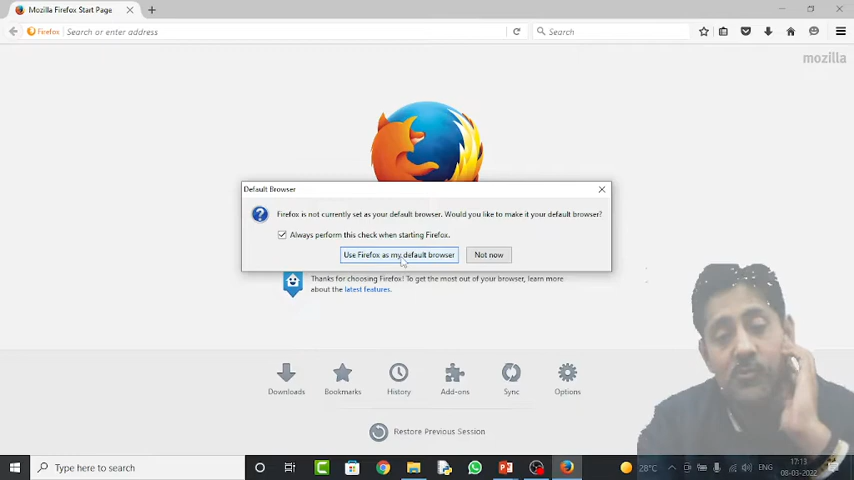 Mozilla Firefox Start Page
Firefox
Search or enter address
Search
mozilla
Default Browser
Firefox is not currently set as your default browser. Would you like to make it your default browser?
Always perform this check when starting Firefox.
Use Firefox as my default browser
Not now
Thanks for choosing Firefox! To get the most out of your browser, learn more
about the latest features.
Downloads
Bookmarks
History
Add-ons
Sync
Options
Restore Previous Session
Type here to search
28°C
ENG
17:13
08-03-2022